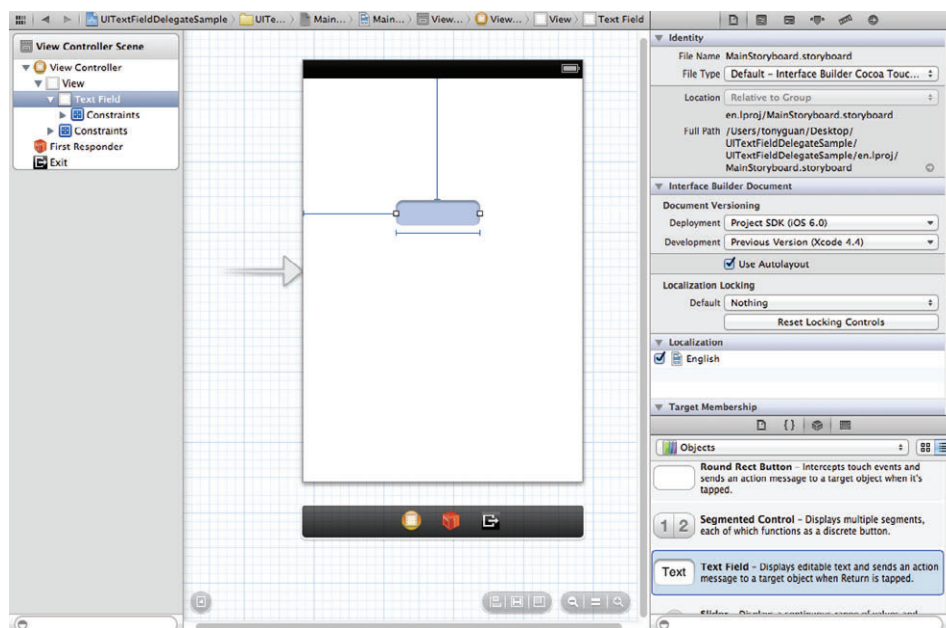 UITextFieldDelegateSample
UITe...
Main...
Main...
View...
View...
View
Text Field
View Controller Scene
View Controller
View
Text Field
Constraints
Constraints
First Responder
Exit
Identity
File Name MainStoryboard.storyboard
File Type Default – Interface Builder Cocoa Touc...
Location Relative to Group
en.lproj/MainStoryboard.storyboard
Full Path /Users/tonyguan/Desktop/
UITextFieldDelegateSample/
UITextFieldDelegateSample/en.lproj/
MainStoryboard.storyboard
Interface Builder Document
Document Versioning
Deployment Project SDK (iOS 6.0)
Development Previous Version (Xcode 4.4)
Use Autolayout
Localization Locking
Default Nothing
Reset Locking Controls
Localization
English
Target Membership
{}
Objects
Round Rect Button – Intercepts touch events and
sends an action message to a target object when it's
tapped.
1 2
Segmented Control – Displays multiple segments,
each of which functions as a discrete button.
Text
Text Field – Displays editable text and sends an action
message to a target object when Return is tapped.
Slider – Displays a continuous range of values and